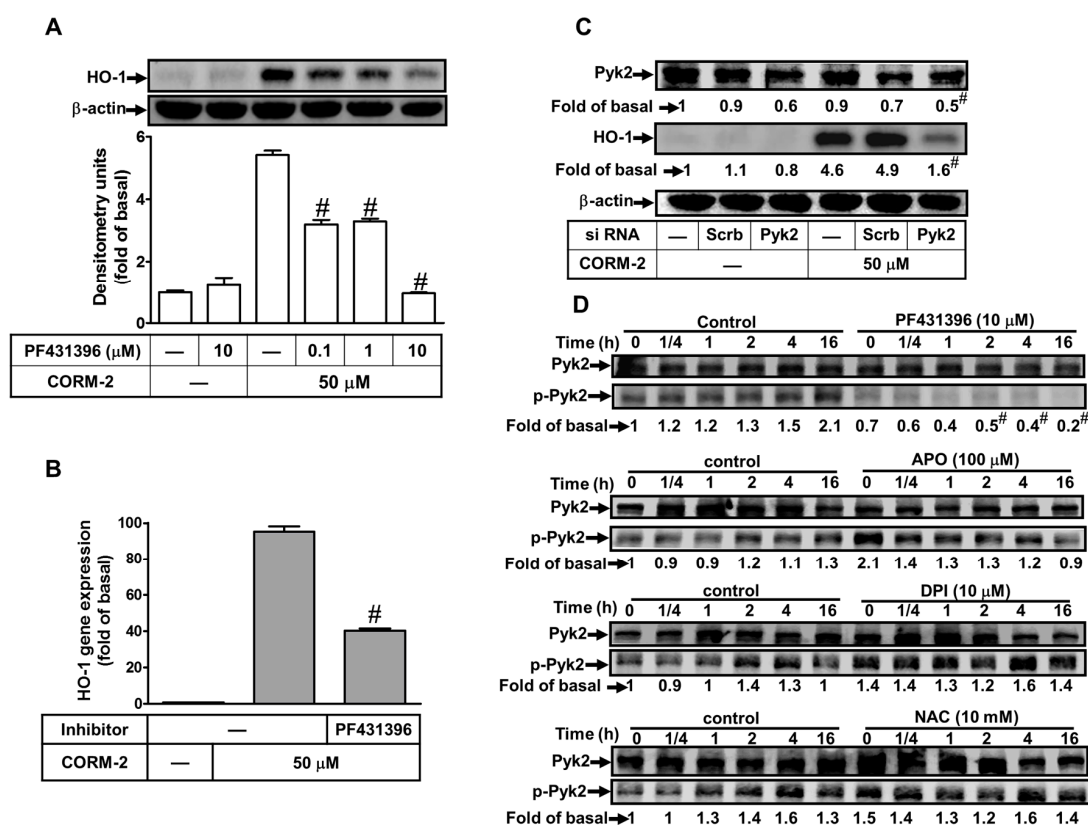 A
HO-1
β-actin
Densitometry units
(fold of basal)
6
4
2
0
# # #
PF431396 (μM) — 10 — 0.1 1 10
CORM-2 — 50 μM
B
HO-1 gene expression
(fold of basal)
100
80
60
40
20
0
#
Inhibitor — PF431396
CORM-2 — 50 μM
C
Pyk2
Fold of basal 1 0.9 0.6 0.9 0.7 0.5#
HO-1
Fold of basal 1 1.1 0.8 4.6 4.9 1.6#
β-actin
si RNA — Scrb Pyk2 — Scrb Pyk2
CORM-2 — 50 μM
D
Control PF431396 (10 μM)
Time (h) 0 1/4 1 2 4 16 0 1/4 1 2 4 16
Pyk2
p-Pyk2
Fold of basal 1 1.2 1.2 1.3 1.5 2.1 0.7 0.6 0.4 0.5# 0.4# 0.2#
control APO (100 μM)
Time (h) 0 1/4 1 2 4 16 0 1/4 1 2 4 16
Pyk2
p-Pyk2
Fold of basal 1 0.9 0.9 1.2 1.1 1.3 2.1 1.4 1.3 1.3 1.2 0.9
control DPI (10 μM)
Time (h) 0 1/4 1 2 4 16 0 1/4 1 2 4 16
Pyk2
p-Pyk2
Fold of basal 1 0.9 1 1.4 1.3 1 1.4 1.4 1.3 1.2 1.6 1.4
control NAC (10 mM)
Time (h) 0 1/4 1 2 4 16 0 1/4 1 2 4 16
Pyk2
p-Pyk2
Fold of basal 1 1 1.3 1.4 1.6 1.3 1.5 1.4 1.3 1.2 1.6 1.4